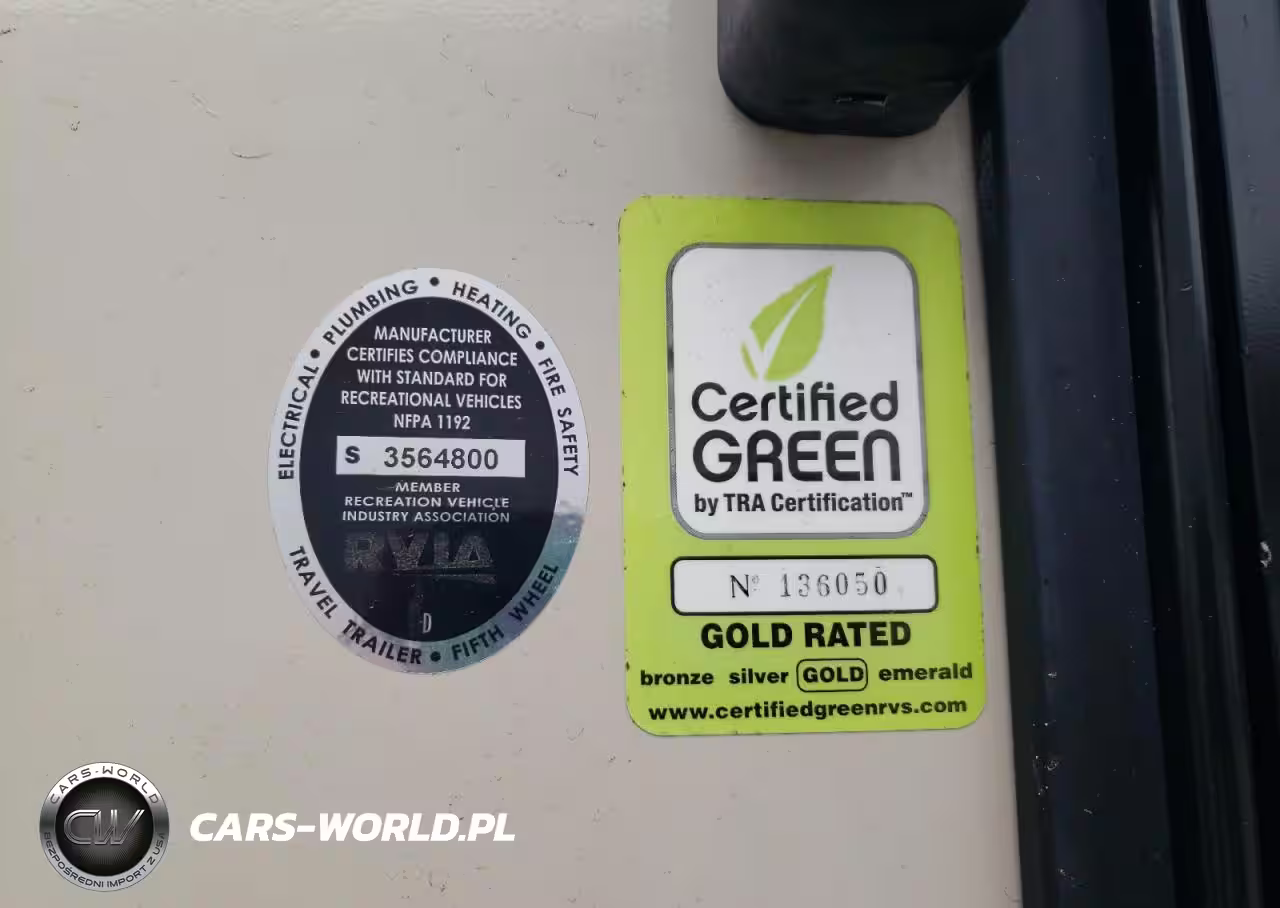 ELECTRICAL • PLUMBING • HEATING • FIRE SAFETY
MANUFACTURER
CERTIFIES COMPLIANCE
WITH STANDARD FOR
RECREATIONAL VEHICLES
NFPA 1192
S 3564800
MEMBER
RECREATION VEHICLE
INDUSTRY ASSOCIATION
RVIA
D
TRAVEL TRAILER • FIFTH WHEEL
Certified
GREEN
by TRA Certification™
Nº 136050
GOLD RATED
bronze silver GOLD emerald
www.certifiedgreenrvs.com
CARS-WORLD
CW
BEZPOŚREDNI IMPORT Z USA
CARS-WORLD.PL